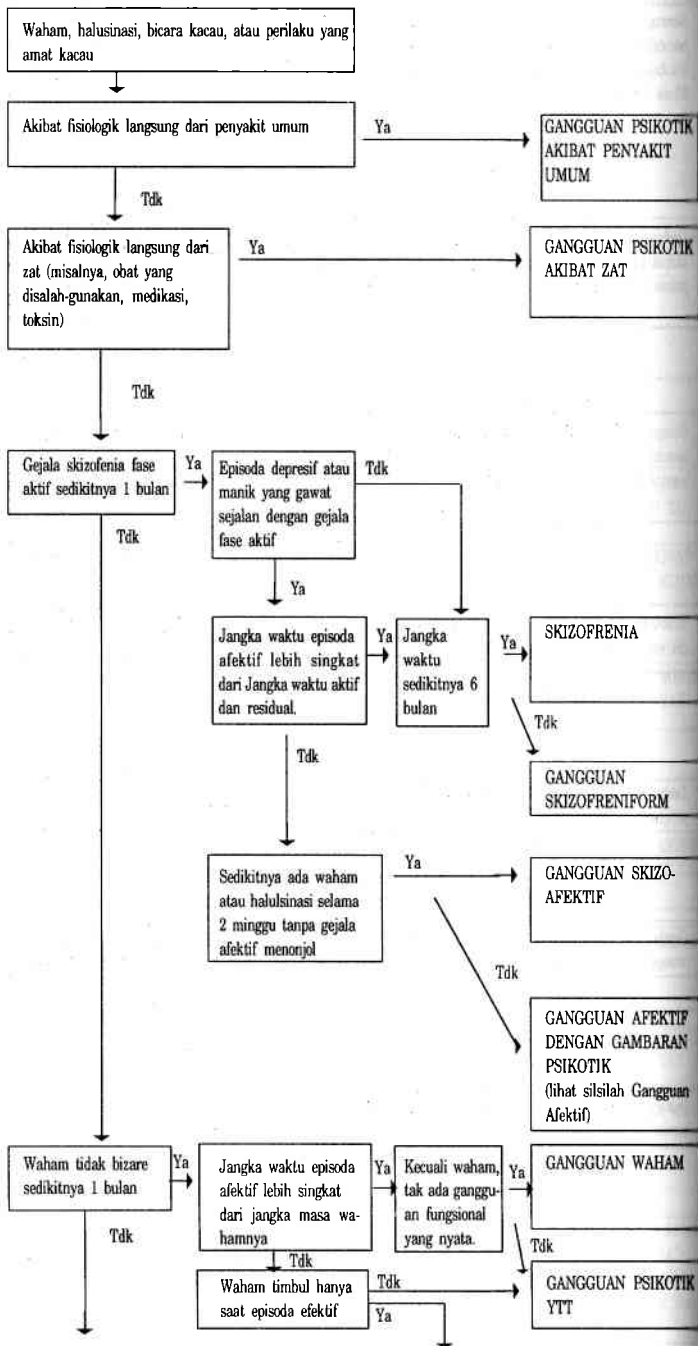 Waham, halusinasi, bicara kacau, atau perilaku yang
amat kacau
Akibat fisiologik langsung dari penyakit umum
Ya
GANGGUAN PSIKOTIK
AKIBAT PENYAKIT
UMUM
Tdk
Akibat fisiologik langsung dari
zat (misalnya, obat yang
disalah-gunakan, medikasi,
toksin)
Ya
GANGGUAN PSIKOTIK
AKIBAT ZAT
Tdk
Gejala skizofenia fase
aktif sedikitnya 1 bulan
Ya
Episoda depresif atau
manik yang gawat
sejalan dengan gejala
fase aktif
Tdk
Tdk
Ya
Jangka waktu episoda
afektif lebih singkat
dari Jangka waktu aktif
dan residual.
Ya
Jangka
waktu
sedikitnya 6
bulan
Ya
SKIZOFRENIA
Tdk
GANGGUAN
SKIZOFRENIFORM
Tdk
Sedikitnya ada waham
atau halulsinasi selama
2 minggu tanpa gejala
afektif menonjol
Ya
GANGGUAN SKIZO-
AFEKTIF
Tdk
GANGGUAN AFEKTIF
DENGAN GAMBARAN
PSIKOTIK
(lihat silsilah Gangguan
Afektif)
Waham tidak bizare
sedikitnya 1 bulan
Ya
Jangka waktu episoda
afektif lebih singkat
dari jangka masa wa-
hamnya
Ya
Kecuali waham,
tak ada ganggu-
an fungsional
yang nyata.
Ya
GANGGUAN WAHAM
Tdk
Tdk
Tdk
Waham timbul hanya
saat episoda efektif
Tdk
Ya
GANGGUAN PSIKOTIK
YTT